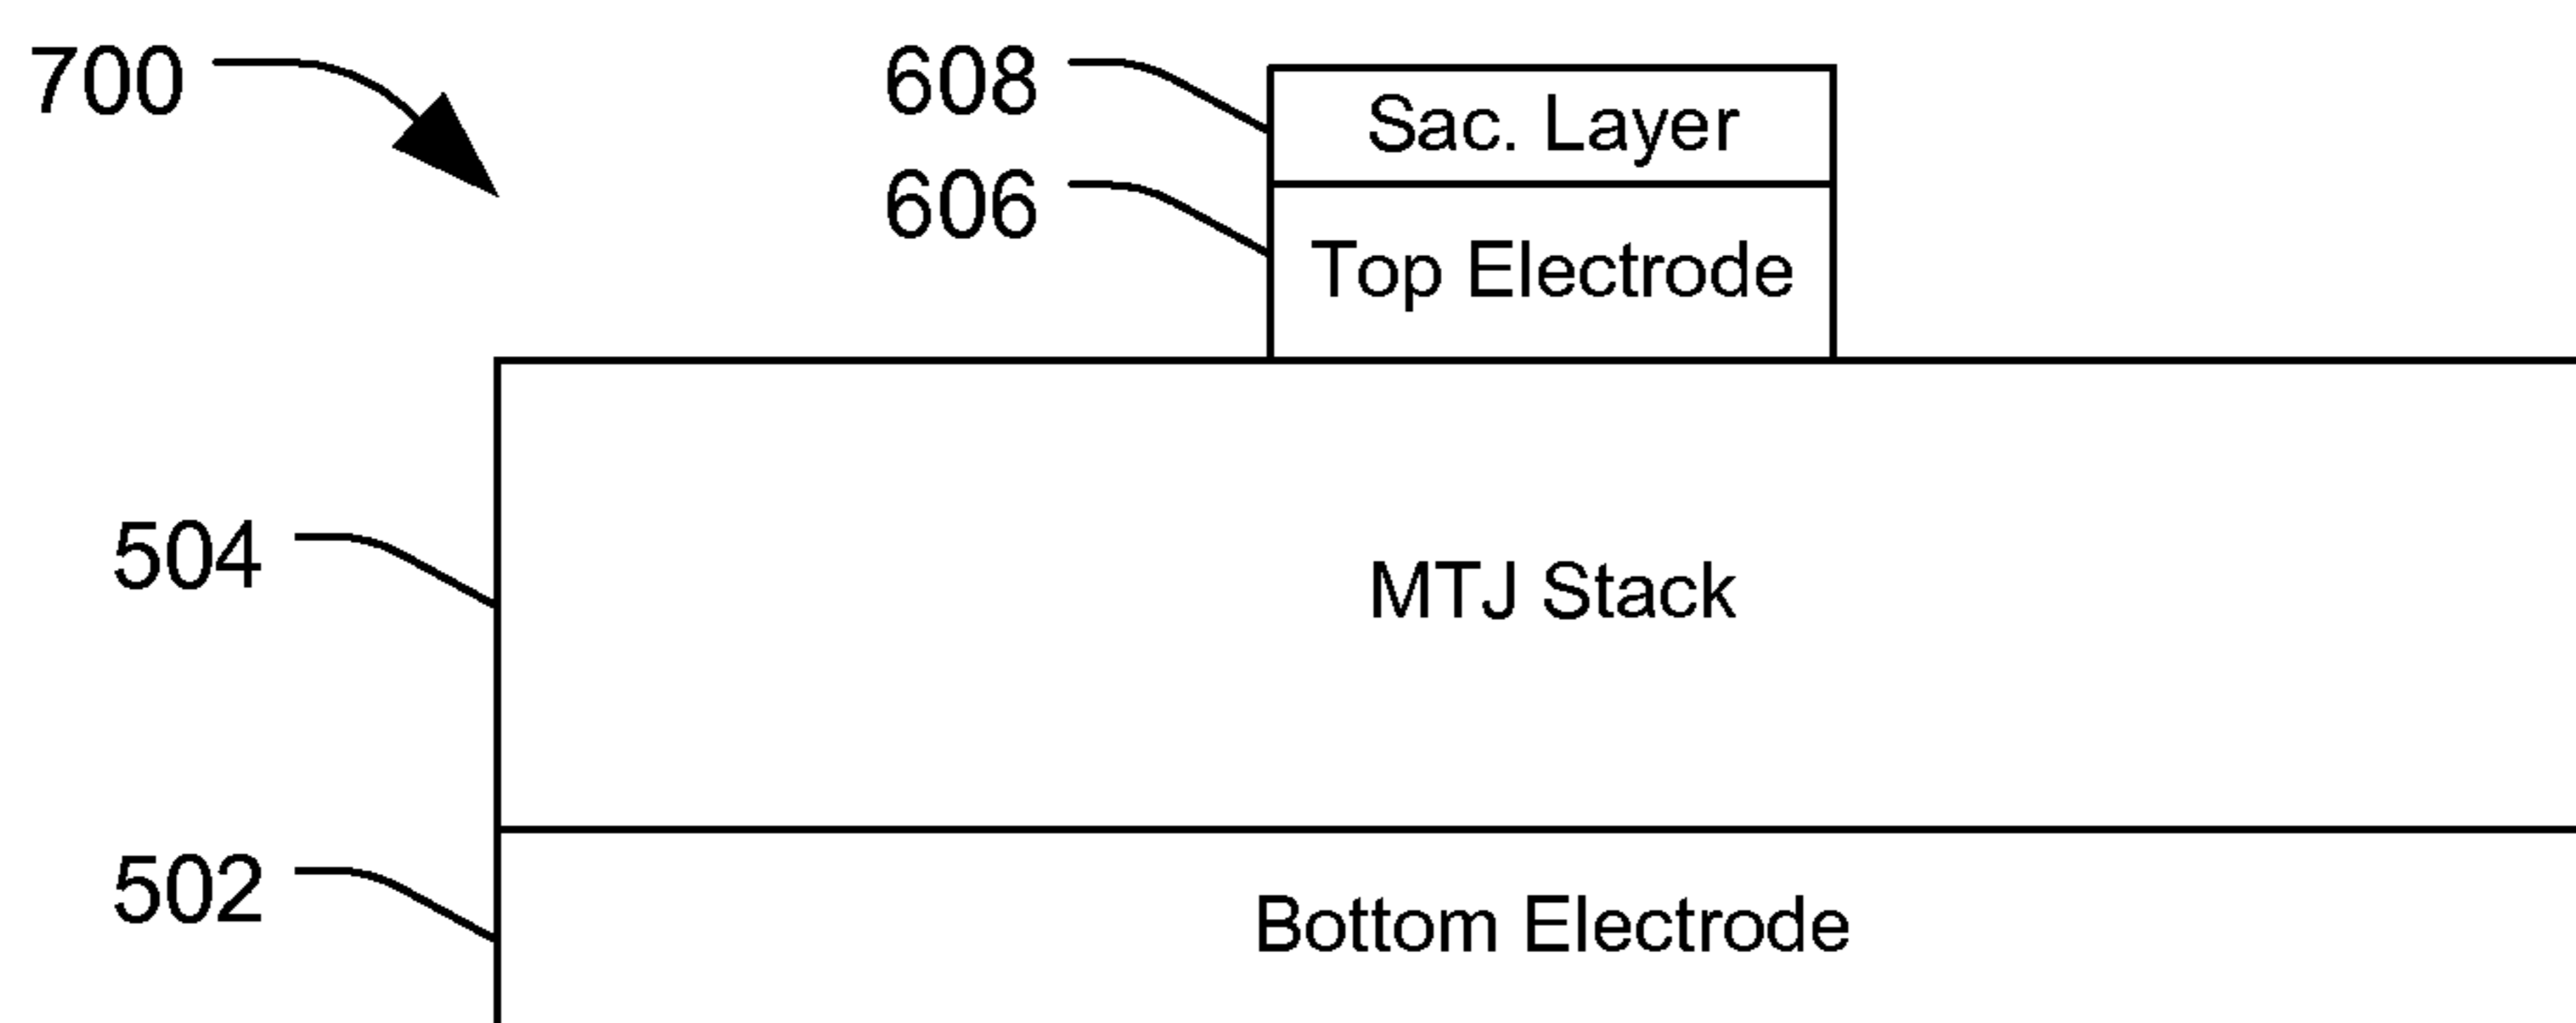 700
608
Sac. Layer
606
Top Electrode
504
MTJ Stack
502
Bottom Electrode